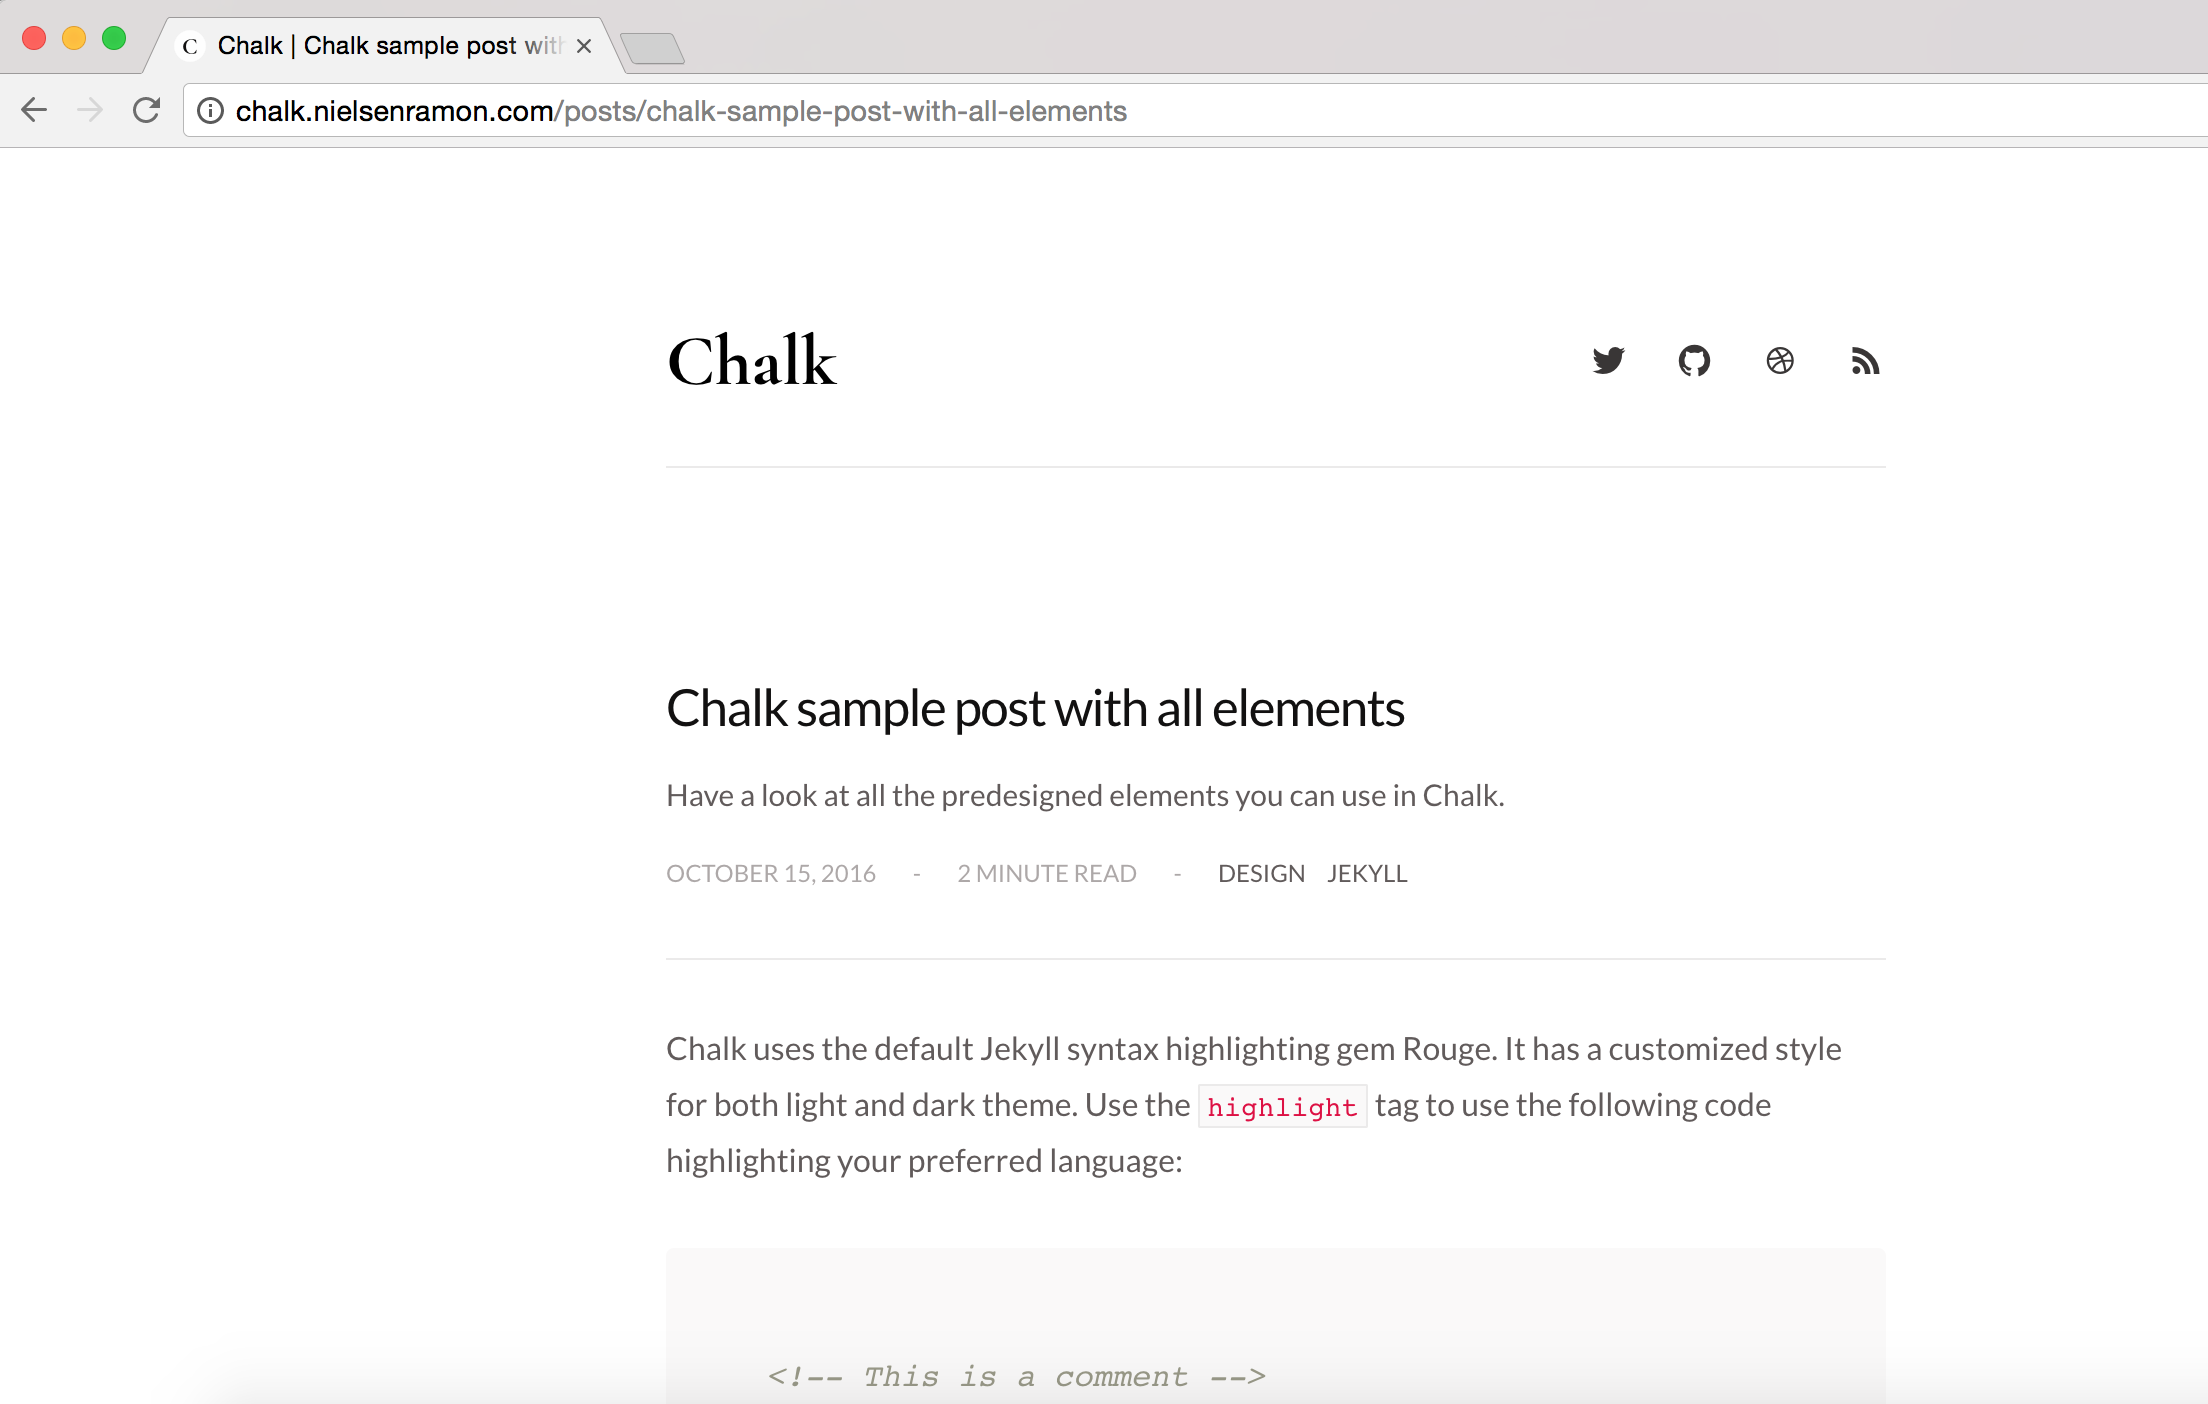 C Chalk | Chalk sample post with
chalk.nielsenramon.com/posts/chalk-sample-post-with-all-elements
Chalk
Chalk sample post with all elements
Have a look at all the predesigned elements you can use in Chalk.
OCTOBER 15, 2016 - 2 MINUTE READ - DESIGN JEKYLL
Chalk uses the default Jekyll syntax highlighting gem Rouge. It has a customized style
for both light and dark theme. Use the highlight tag to use the following code
highlighting your preferred language:
<!-- This is a comment -->